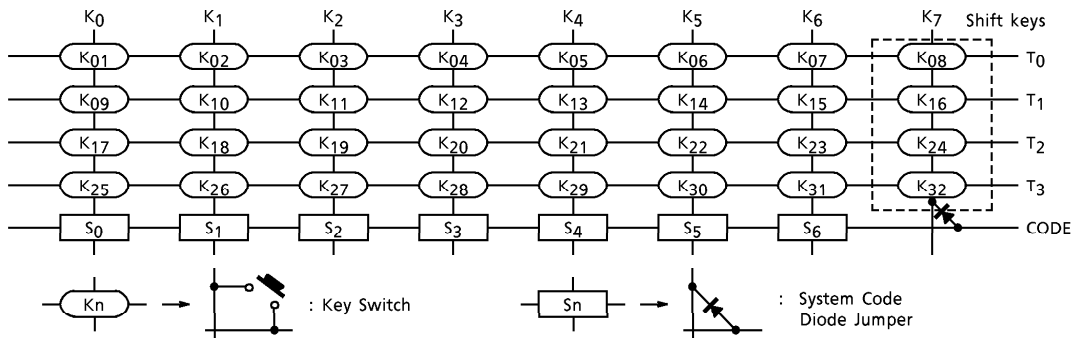 K0 K1 K2 K3 K4 K5 K6 K7 Shift keys
K01 K02 K03 K04 K05 K06 K07 K08 T0
K09 K10 K11 K12 K13 K14 K15 K16 T1
K17 K18 K19 K20 K21 K22 K23 K24 T2
K25 K26 K27 K28 K29 K30 K31 K32 T3
S0 S1 S2 S3 S4 S5 S6 CODE
Kn : Key Switch
Sn : System Code
Diode Jumper